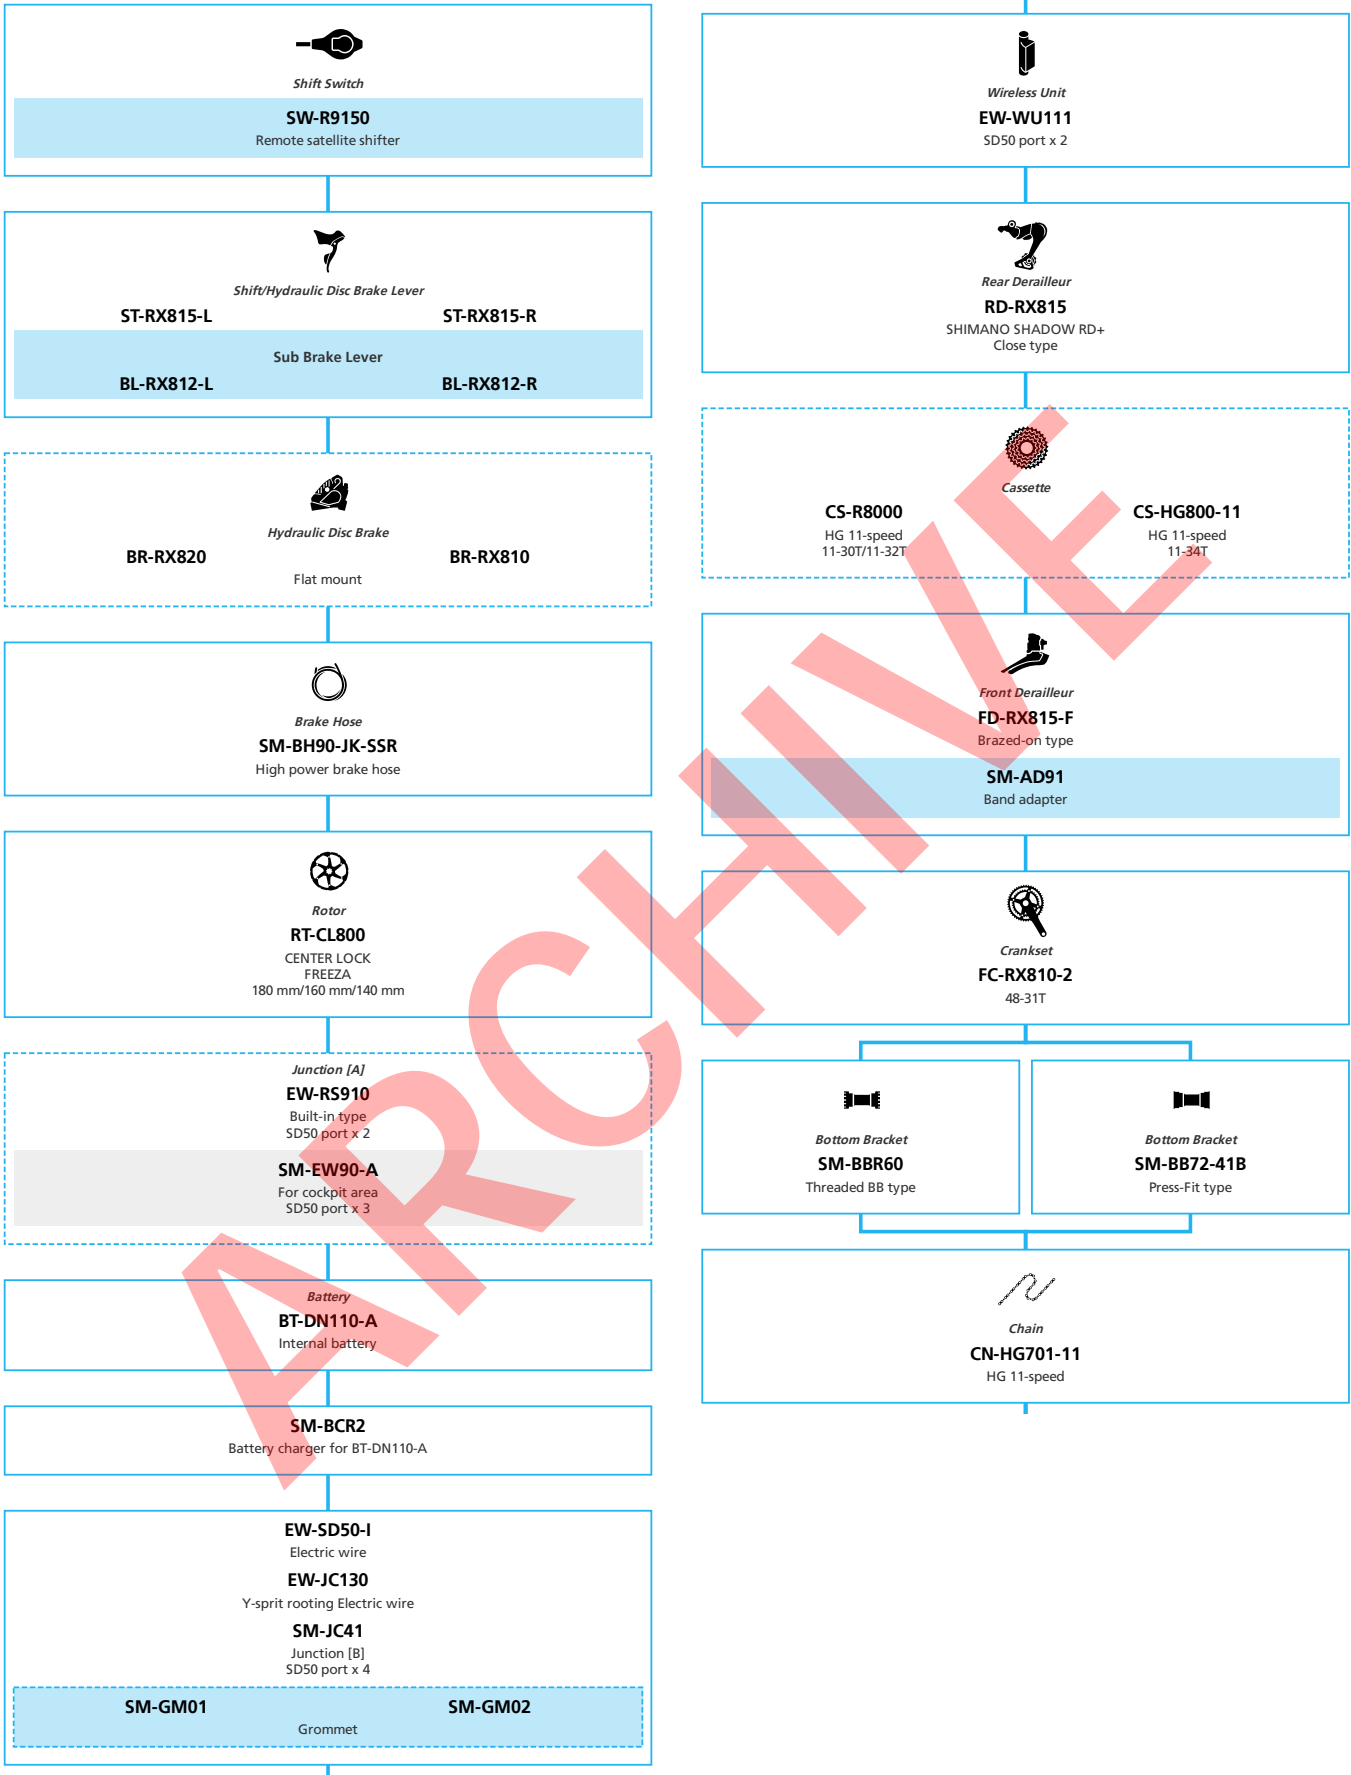 Shift Switch
SW-R9150
Remote satellite shifter
Shift/Hydraulic Disc Brake Lever
ST-RX815-L ST-RX815-R
Sub Brake Lever
BL-RX812-L BL-RX812-R
Hydraulic Disc Brake
BR-RX820 BR-RX810
Flat mount
Brake Hose
SM-BH90-JK-SSR
High power brake hose
Rotor
RT-CL800
CENTER LOCK
FREEZA
180 mm/160 mm/140 mm
Junction [A]
EW-RS910
Built-in type
SD50 port x 2
SM-EW90-A
For cockpit area
SD50 port x 3
Battery
BT-DN110-A
Internal battery
SM-BCR2
Battery charger for BT-DN110-A
EW-SD50-I
Electric wire
EW-JC130
Y-sprit rooting Electric wire
SM-JC41
Junction [B]
SD50 port x 4
SM-GM01 SM-GM02
Grommet
Wireless Unit
EW-WU111
SD50 port x 2
Rear Derailleur
RD-RX815
SHIMANO SHADOW RD+
Close type
Cassette
CS-R8000 CS-HG800-11
HG 11-speed HG 11-speed
11-30T/11-32T 11-34T
Front Derailleur
FD-RX815-F
Brazed-on type
SM-AD91
Band adapter
Crankset
FC-RX810-2
48-31T
Bottom Bracket Bottom Bracket
SM-BBR60 SM-BB72-41B
Threaded BB type Press-Fit type
Chain
CN-HG701-11
HG 11-speed
ARCHIVE